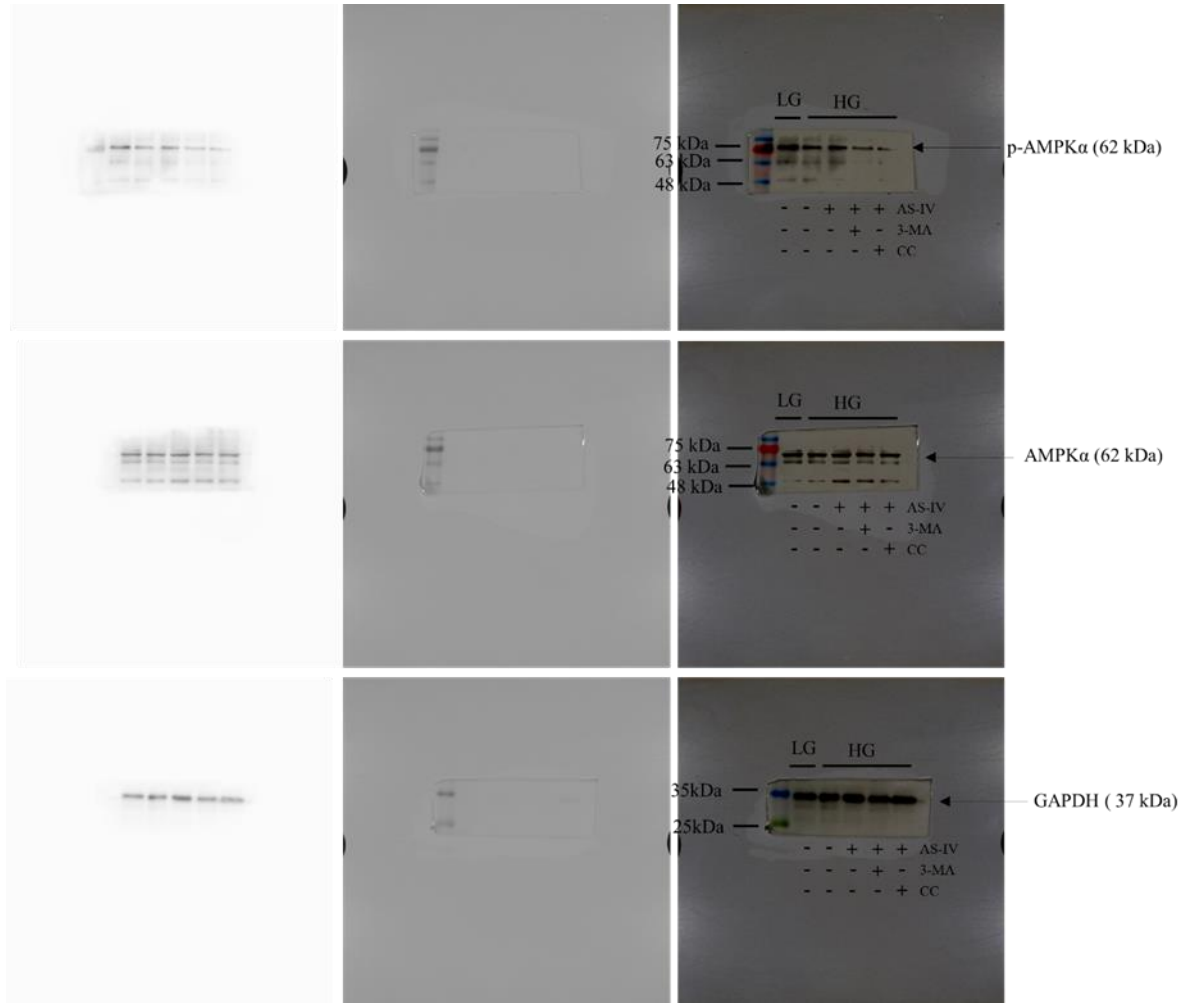 LG HG
75 kDa
63 kDa
48 kDa
p-AMPKα (62 kDa)
- - + + + AS-IV
- - - + - 3-MA
- - - - + CC
LG HG
75 kDa
63 kDa
48 kDa
AMPKα (62 kDa)
- - + + + AS-IV
- - - + - 3-MA
- - - - + CC
LG HG
35kDa
25kDa
GAPDH ( 37 kDa)
- - + + + AS-IV
- - - + - 3-MA
- - - - + CC